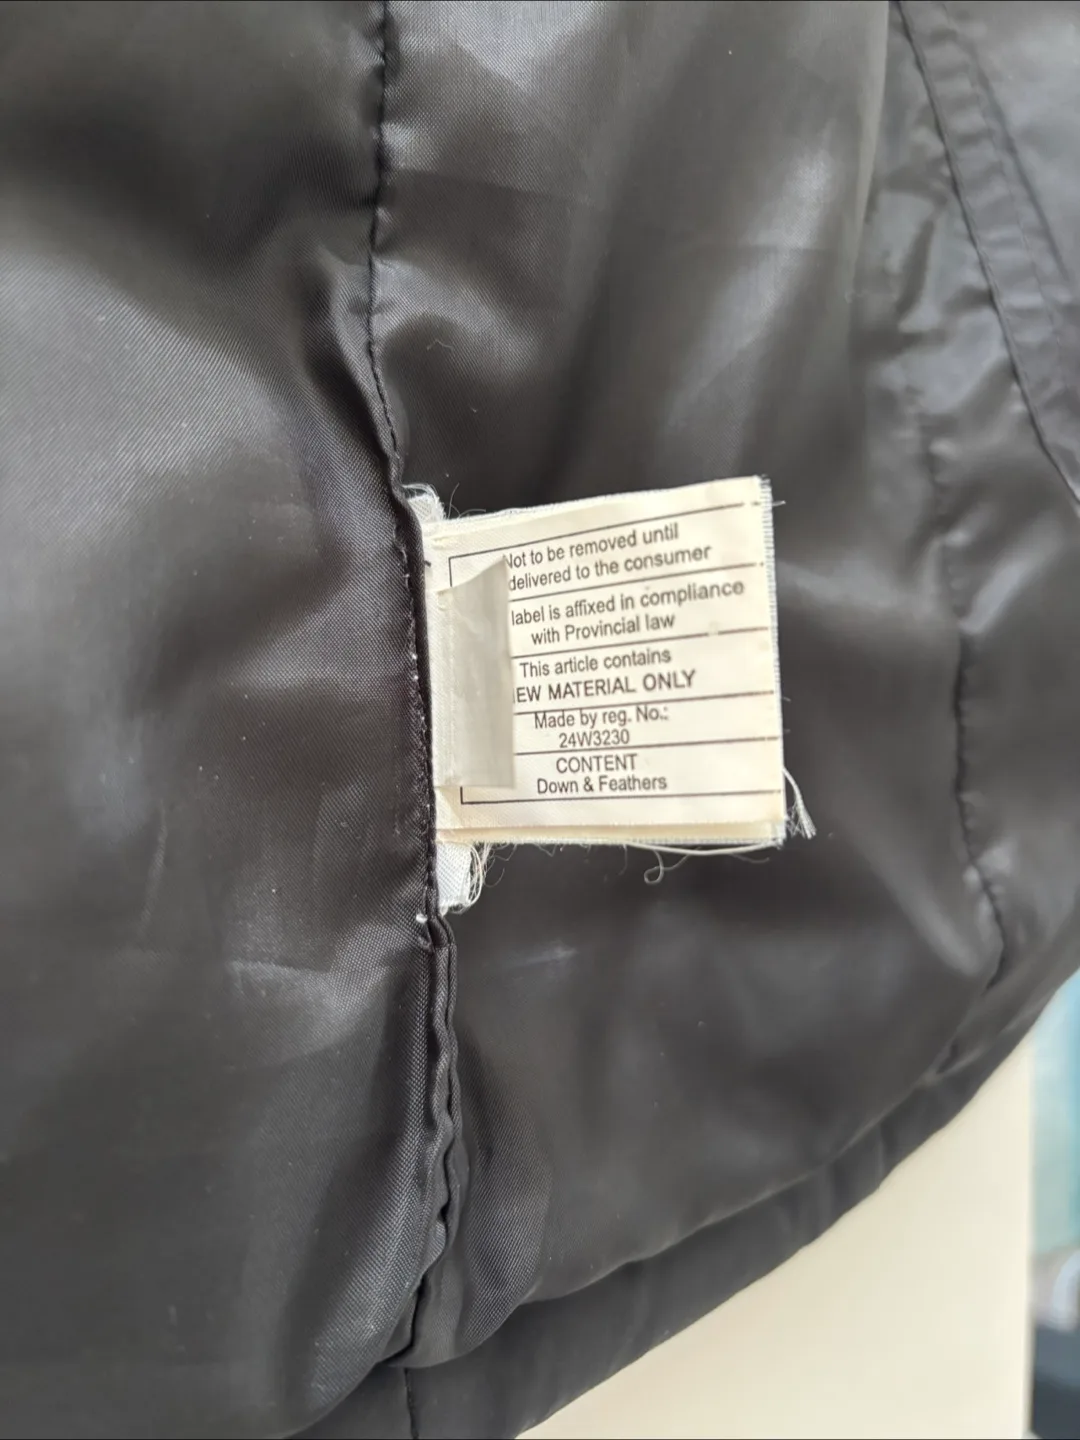 Not to be removed until
delivered to the consumer
label is affixed in compliance
with Provincial law
This article contains
EW MATERIAL ONLY
Made by reg. No.:
24W3230
CONTENT
Down & Feathers